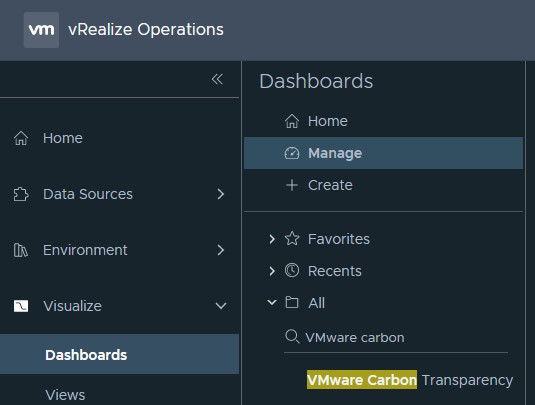 vm vRealize Operations
Home
Data Sources
Environment
Visualize
Dashboards
Views
Dashboards
Home
Manage
Create
Favorites
Recents
All
VMware carbon
VMware Carbon Transparency